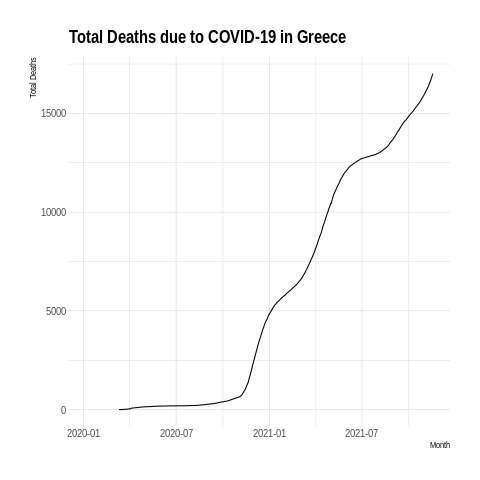 Total Deaths due to COVID-19 in Greece
Total Deaths
15000
10000
5000
0
2020-01 2020-07 2021-01 2021-07
Month